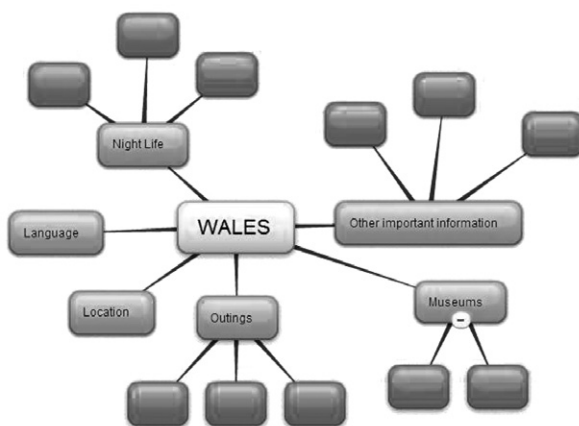 Night Life
WALES
Other important information
Language
Location
Outings
Museums